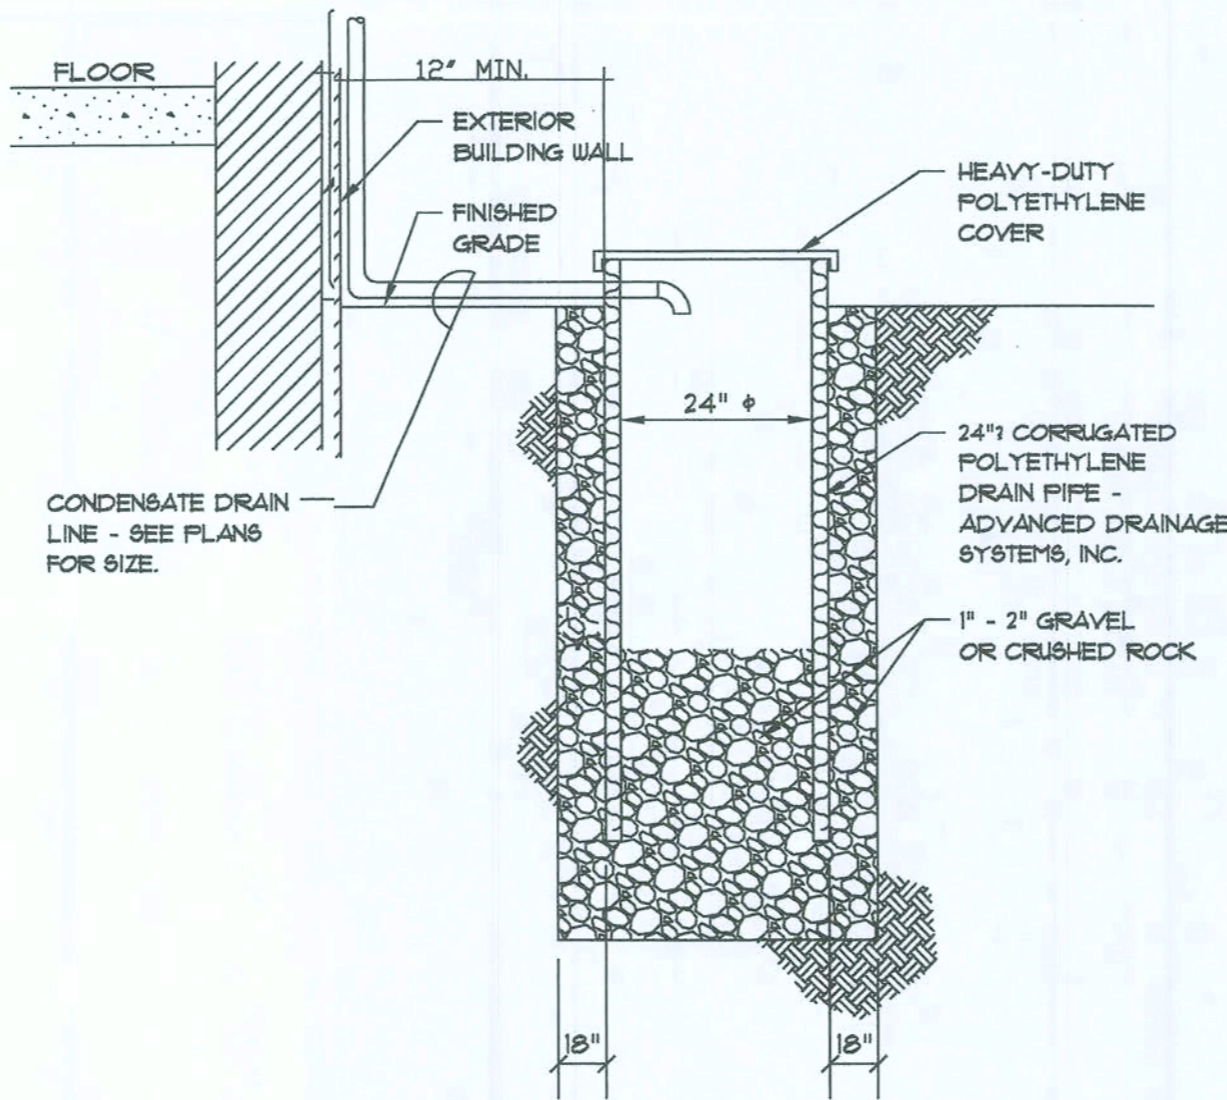 FLOOR
12" MIN.
EXTERIOR
BUILDING WALL
FINISHED
GRADE
HEAVY-DUTY
POLYETHYLENE
COVER
24" ϕ
24"? CORRUGATED
POLYETHYLENE
DRAIN PIPE -
ADVANCED DRAINAGE
SYSTEMS, INC.
CONDENSATE DRAIN
LINE - SEE PLANS
FOR SIZE.
1" - 2" GRAVEL
OR CRUSHED ROCK
18"
18"